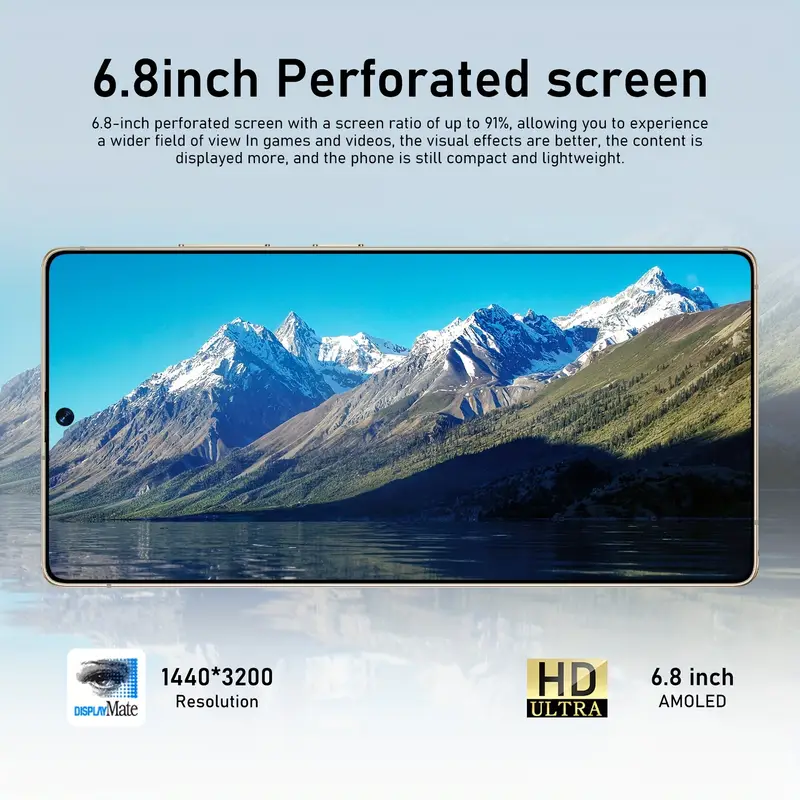 6.8inch Perforated screen
6.8-inch perforated screen with a screen ratio of up to 91%, allowing you to experience
a wider field of view In games and videos, the visual effects are better, the content is
displayed more, and the phone is still compact and lightweight.
DISPLAYMate
1440*3200
Resolution
HD
ULTRA
6.8 inch
AMOLED